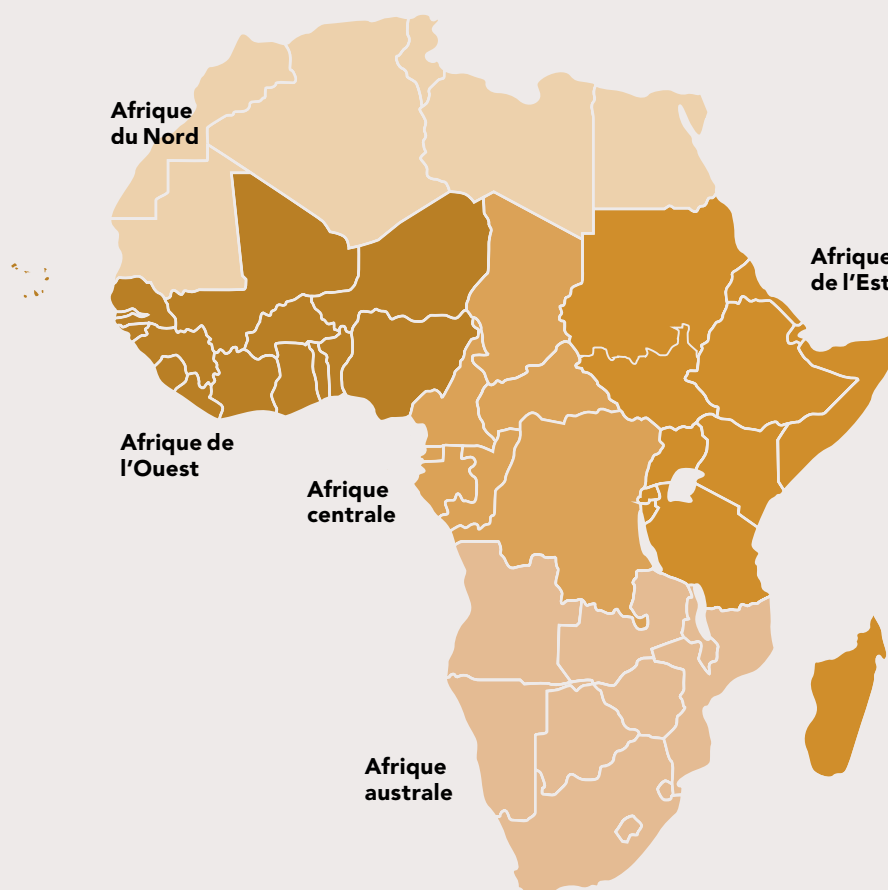 Afrique
du Nord
Afrique
de l'Est
Afrique de
l'Ouest
Afrique
centrale
Afrique
australe